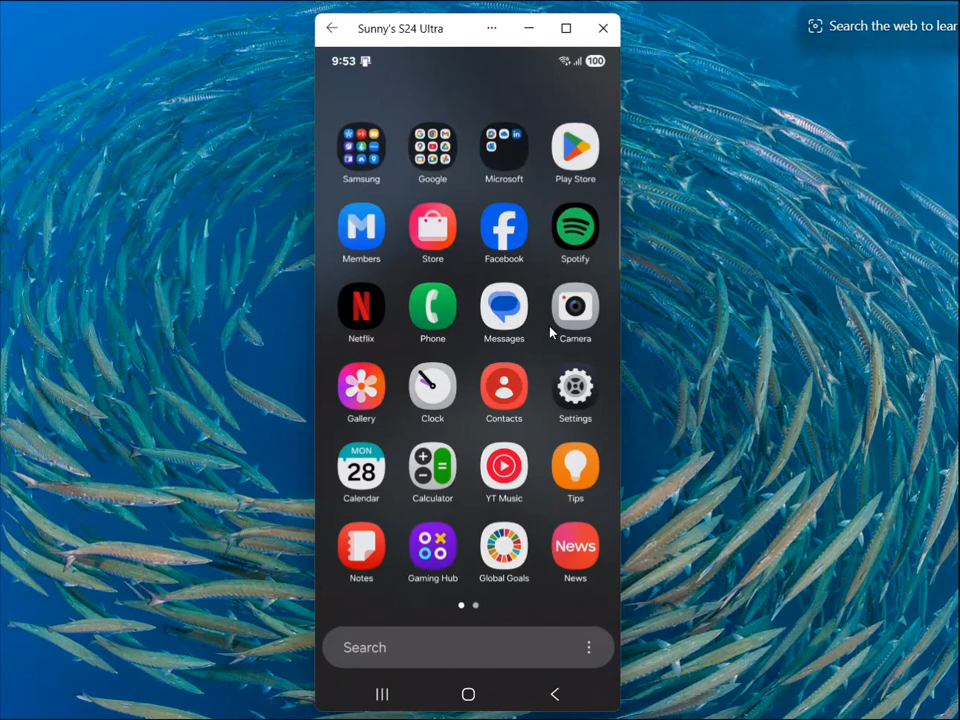 Search the web to lear
Sunny's S24 Ultra
9:53
100
Samsung Google Microsoft Play Store
Members Store Facebook Spotify
Netflix Phone Messages Camera
Gallery Clock Contacts Settings
MON
28
Calendar Calculator YT Music Tips
News
Notes Gaming Hub Global Goals News
Search